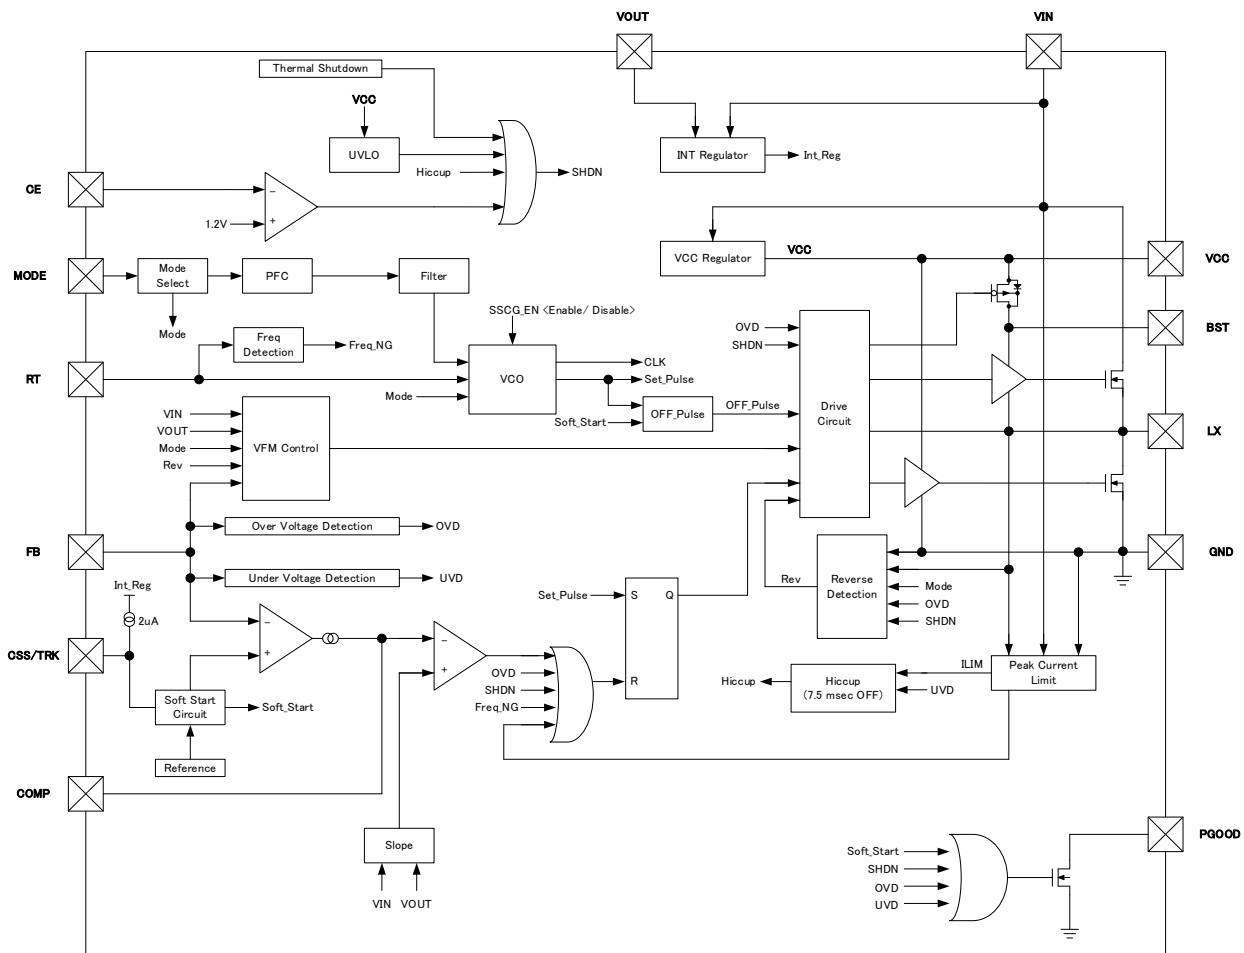 VOUT
VIN
Thermal Shutdown
VCC
UVLO
Hiccup
SHDN
INT Regulator
Int_Reg
CE
1.2V
−
+
VCC Regulator
VCC
VCC
MODE
Mode
Select
PFC
Filter
Mode
SSCG_EN <Enable/ Disable>
BST
Freq
Detection
Freq_NG
OVD
SHDN
RT
VCO
CLK
Set_Pulse
Mode
Soft_Start
OFF_Pulse
OFF_Pulse
Drive
Circuit
VIN
VOUT
Mode
Rev
VFM Control
LX
Over Voltage Detection
OVD
FB
GND
Under Voltage Detection
UVD
Int_Reg
2uA
Set_Pulse
S
Q
R
Rev
Reverse
Detection
Mode
OVD
SHDN
CSS/TRK
−
+
−
+
OVD
SHDN
Freq_NG
Soft Start
Circuit
Soft_Start
Reference
Hiccup
Hiccup
(7.5 msec OFF)
ILIM
UVD
Peak Current
Limit
COMP
Slope
VIN
VOUT
PGOOD
Soft_Start
SHDN
OVD
UVD